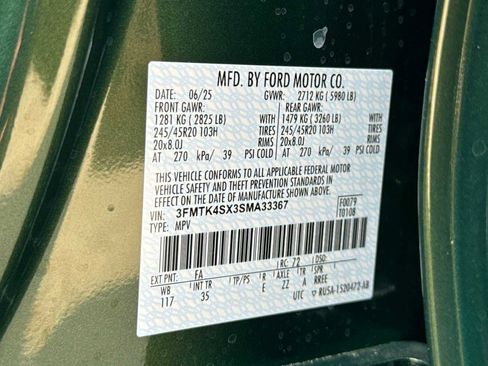 MFD. BY FORD MOTOR CO.
DATE: 06/25 GVWR: 2712 KG ( 5980 LB)
FRONT GAWR: REAR GAWR:
1281 KG ( 2825 LB) WITH 1479 KG ( 3260 LB) WITH
245/45R20 103H TIRES 245/45R20 103H TIRES
20x8.0J RIMS 20x8.0J RIMS
AT 270 kPa/ 39 PSI COLD AT 270 kPa/ 39 PSI COLD
THIS VEHICLE CONFORMS TO ALL APPLICABLE FEDERAL MOTOR
VEHICLE SAFETY AND THEFT PREVENTION STANDARDS IN
EFFECT ON THE DATE OF MANUFACTURE SHOWN ABOVE.
VIN: 3FMTK4SX3SMA33367 F0079
TYPE: MPV T0108
EXT PNT: FA RC: 72
WB INT TR TP/PS R AXLE TR SPR
117 35 E ZZ A RREE
UTC RU5A-1520472-AB